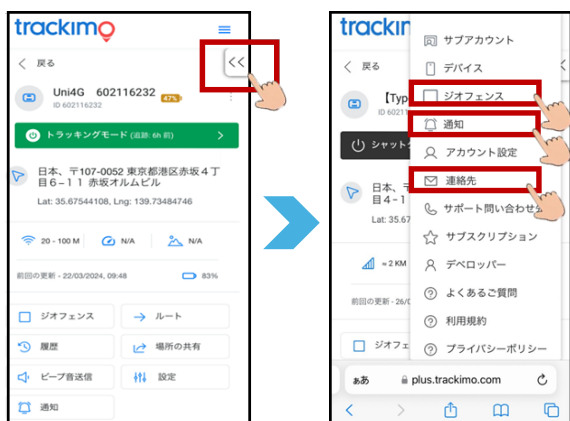 trackimo
<<
戻る
Uni4G 602116232 47%
ID 602116232
トラッキングモード (追跡: 6h 前)
日本、〒107-0052 東京都港区赤坂4丁
目6−11 赤坂オルムビル
Lat: 35.67544108, Lng: 139.73484746
20 - 100 M
N/A
N/A
前回の更新 - 22/03/2024, 09:48
83%
ジオフェンス
ルート
履歴
場所の共有
ビープ音送信
設定
通知
trackim
戻る
【Typ
ID 6021
シャット
日本、〒
目4-1
Lat: 35.67
≈ 2 KM
前回の更新 - 26/0
ジオフェ
サブアカウント
デバイス
ジオフェンス
通知
アカウント設定
連絡先
サポート問い合わせ
サブスクリプション
デベロッパー
よくあるご質問
利用規約
プライバシーポリシー
ぁあ
plus.trackimo.com